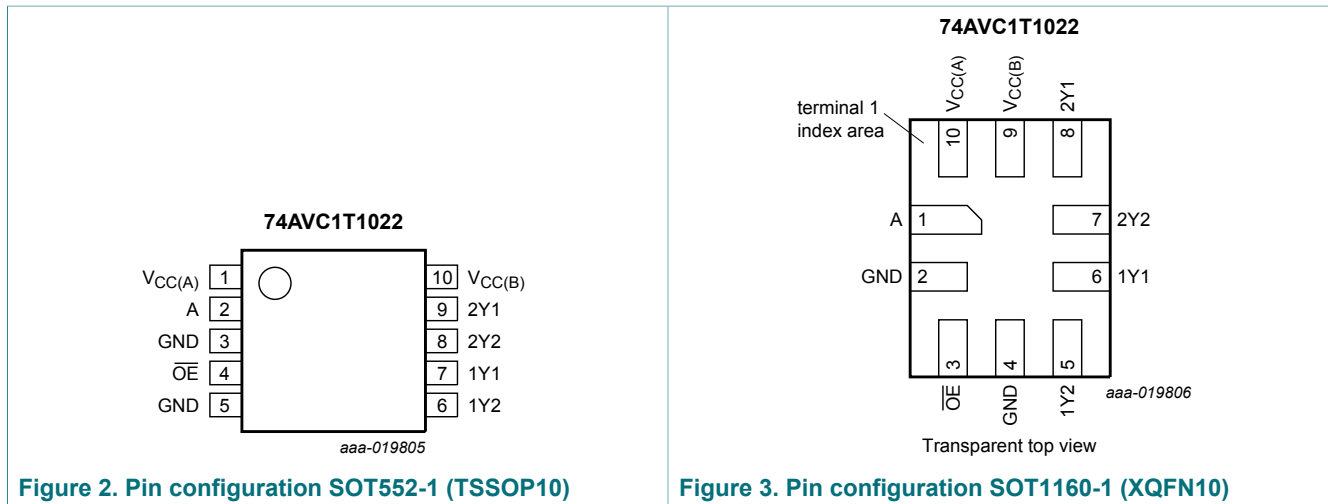 74AVC1T1022
VCC(A) 1
10 VCC(B)
A 2
9 2Y1
GND 3
8 2Y2
OE 4
7 1Y1
GND 5
6 1Y2
aaa-019805
Figure 2. Pin configuration SOT552-1 (TSSOP10)
74AVC1T1022
VCC(A)
VCC(B)
2Y1
terminal 1
index area
10
9
8
A 1
7 2Y2
GND 2
6 1Y1
3
4
5
OE
GND
1Y2
aaa-019806
Transparent top view
Figure 3. Pin configuration SOT1160-1 (XQFN10)